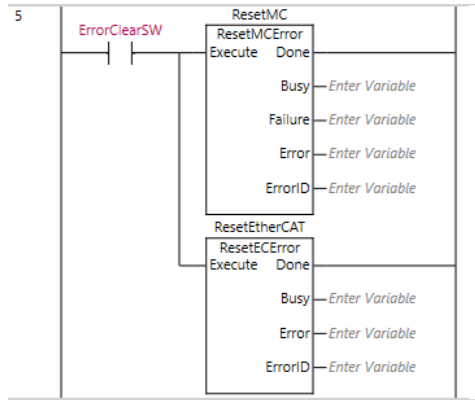 5
ResetMC
ErrorClearSW
ResetMCError
Execute Done
Busy Enter Variable
Failure Enter Variable
Error Enter Variable
ErrorID Enter Variable
ResetEtherCAT
ResetECError
Execute Done
Busy Enter Variable
Error Enter Variable
ErrorID Enter Variable